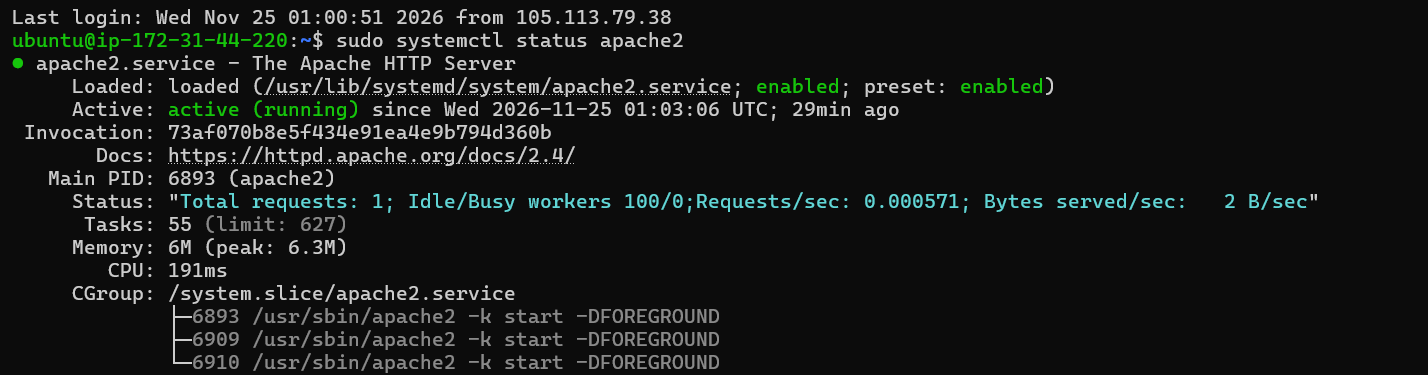 Last login: Wed Nov 25 01:00:51 2026 from 105.113.79.38
ubuntu@ip-172-31-44-220:~$ sudo systemctl status apache2
● apache2.service - The Apache HTTP Server
     Loaded: loaded (/usr/lib/systemd/system/apache2.service; enabled; preset: enabled)
     Active: active (running) since Wed 2026-11-25 01:03:06 UTC; 29min ago
 Invocation: 73af070b8e5f434e91ea4e9b794d360b
       Docs: https://httpd.apache.org/docs/2.4/
   Main PID: 6893 (apache2)
     Status: "Total requests: 1; Idle/Busy workers 100/0;Requests/sec: 0.000571; Bytes served/sec:   2 B/sec"
      Tasks: 55 (limit: 627)
     Memory: 6M (peak: 6.3M)
        CPU: 191ms
     CGroup: /system.slice/apache2.service
             ├─6893 /usr/sbin/apache2 -k start -DFOREGROUND
             ├─6909 /usr/sbin/apache2 -k start -DFOREGROUND
             └─6910 /usr/sbin/apache2 -k start -DFOREGROUND